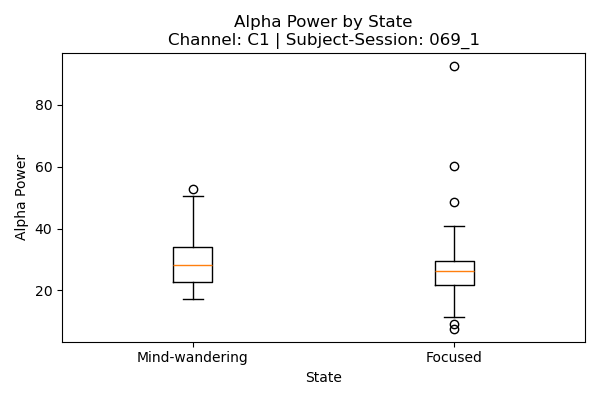 Alpha Power by State
Channel: C1 | Subject-Session: 069_1
Alpha Power
80
60
40
20
Mind-wandering
Focused
State